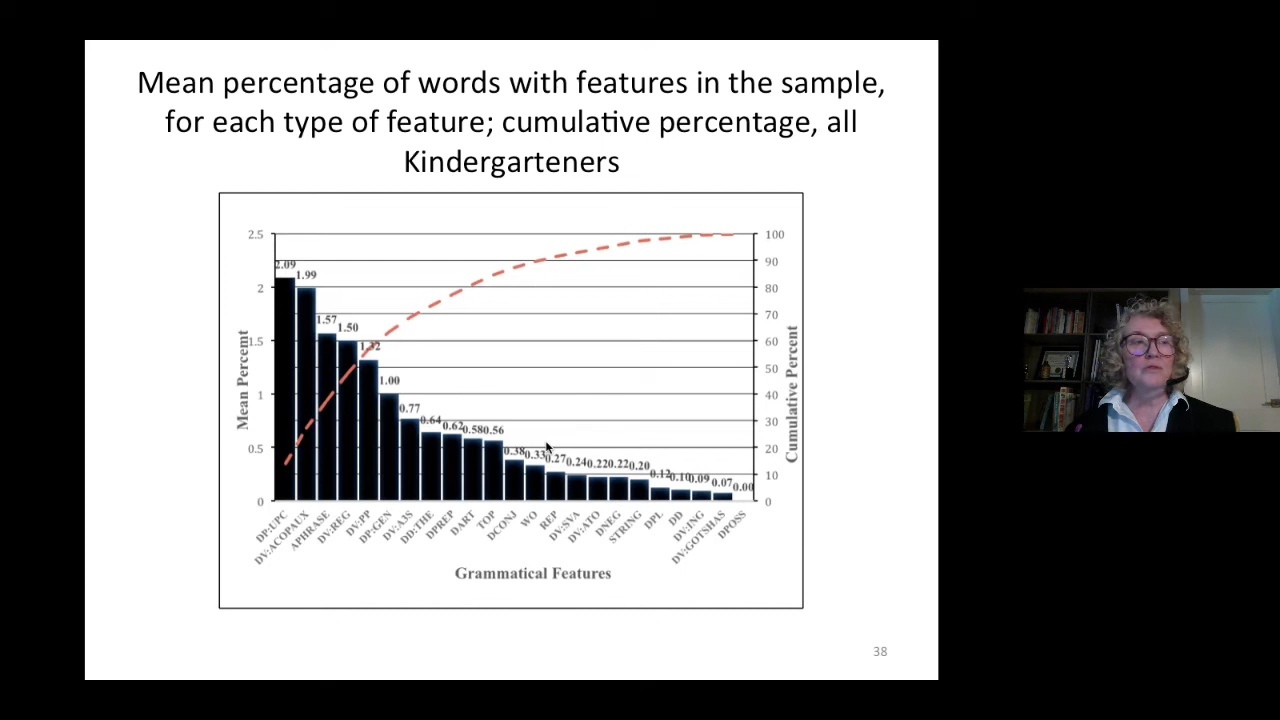 Mean percentage of words with features in the sample,
for each type of feature; cumulative percentage, all
Kindergarteners
2.5
2
1.5
1
0.5
0
Mean Percemt
2.09
1.99
1.57
1.50
1.32
1.00
0.77
0.64
0.62
0.58
0.56
0.38
0.33
0.27
0.24
0.22
0.22
0.20
0.12
0.10
0.09
0.07
0.00
100
90
80
70
60
50
40
30
20
10
0
Cumulative Percent
DP:UPC
DV:ACOPAUX
APHRASE
DV:REG
DV:PP
DP:GEN
DV:AJS
DD:THE
DPREP
DART
TOP
DCONJ
WO
REP
DV:SVA
DV:ATO
DNEG
STRING
DPL
DD
DV:ING
DV:GOTSHAS
DPOSS
Grammatical Features
38